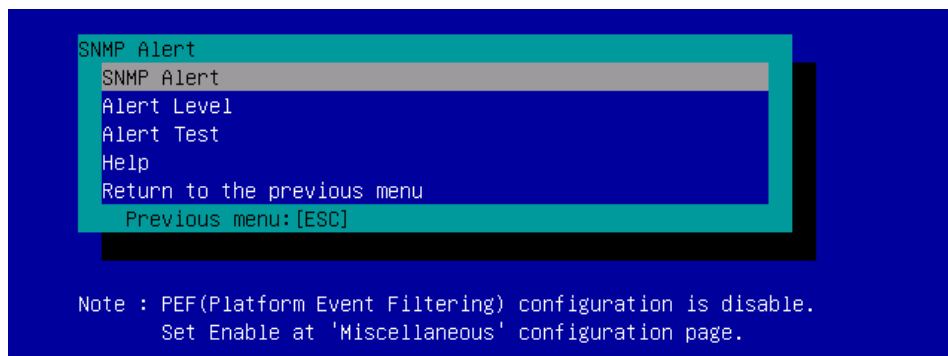 SNMP Alert
SNMP Alert
Alert Level
Alert Test
Help
Return to the previous menu
Previous menu:[ESC]
Note : PEF(Platform Event Filtering) configuration is disable.
Set Enable at 'Miscellaneous' configuration page.